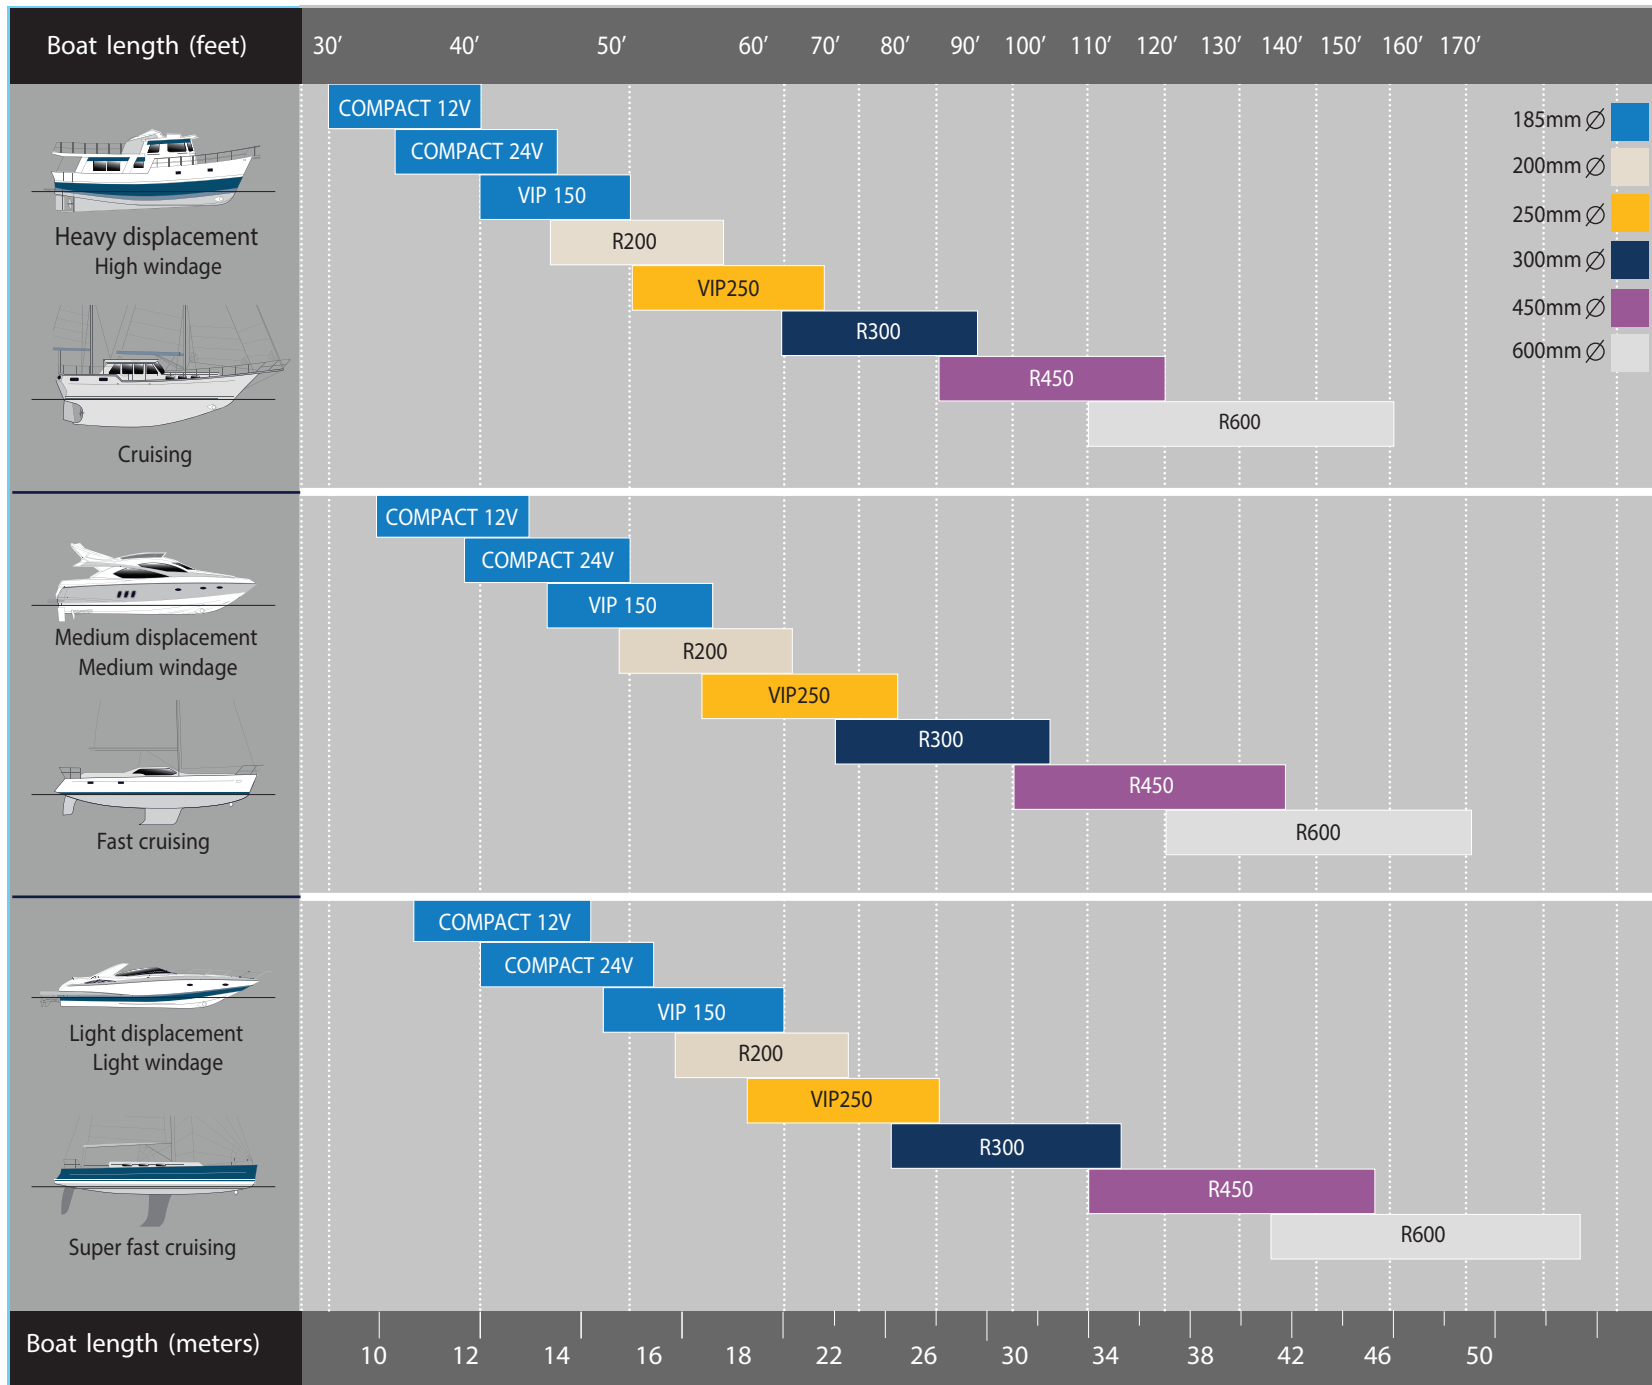 Boat length (feet) 30′ 40′ 50′ 60′ 70′ 80′ 90′ 100′ 110′ 120′ 130′ 140′ 150′ 160′ 170′
COMPACT 12V
COMPACT 24V
VIP 150
R200
VIP250
R300
R450
R600
Heavy displacement
High windage
Cruising
185mm ∅
200mm ∅
250mm ∅
300mm ∅
450mm ∅
600mm ∅
COMPACT 12V
COMPACT 24V
VIP 150
R200
VIP250
R300
R450
R600
Medium displacement
Medium windage
Fast cruising
COMPACT 12V
COMPACT 24V
VIP 150
R200
VIP250
R300
R450
R600
Light displacement
Light windage
Super fast cruising
Boat length (meters) 10 12 14 16 18 22 26 30 34 38 42 46 50